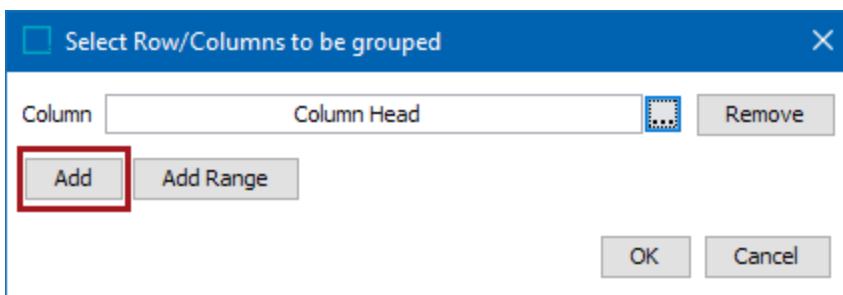 Select Row/Columns to be grouped
Column Column Head ... Remove
Add Add Range
OK Cancel